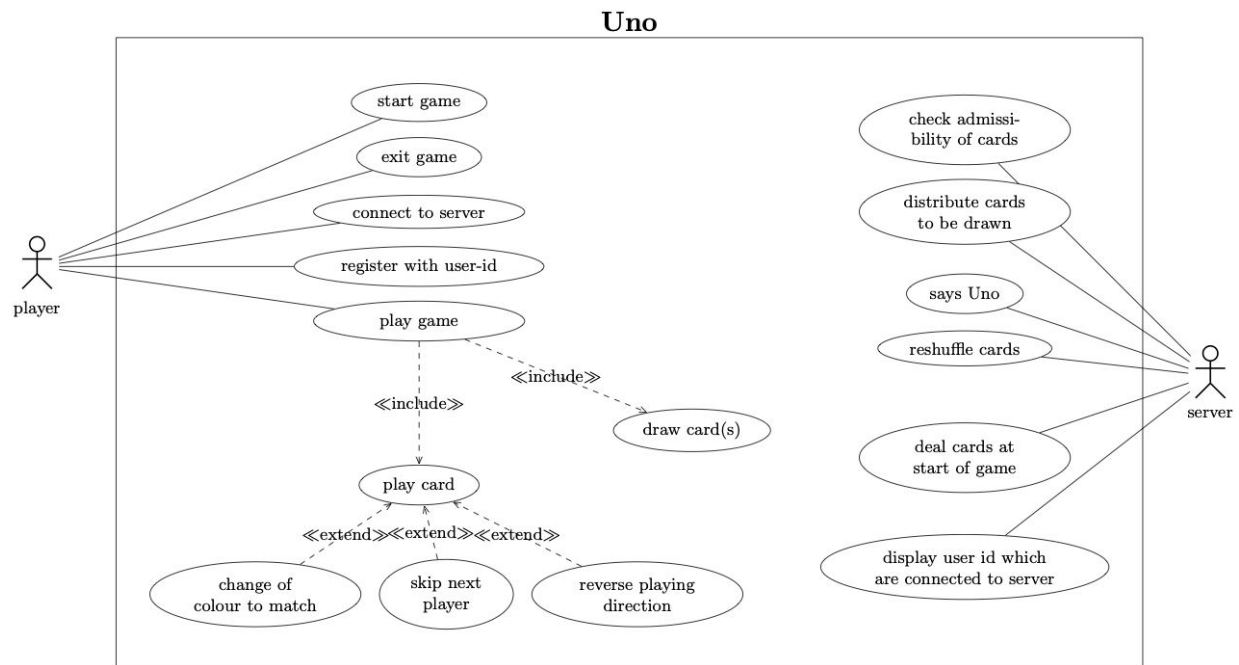 Uno
start game
exit game
connect to server
register with user-id
play game
player
≪include≫
≪include≫
draw card(s)
play card
≪extend≫
≪extend≫
≪extend≫
change of
colour to match
skip next
player
reverse playing
direction
check admissi-
bility of cards
distribute cards
to be drawn
says Uno
reshuffle cards
server
deal cards at
start of game
display user id which
are connected to server